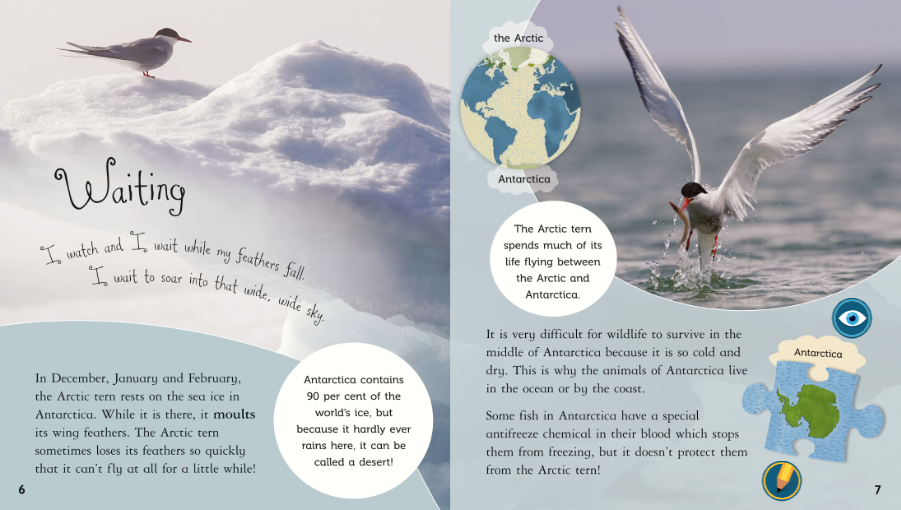 Waiting
I watch and I wait while my feathers fall.
I wait to soar into that wide, wide sky.
In December, January and February,
the Arctic tern rests on the sea ice in
Antarctica. While it is there, it moults
its wing feathers. The Arctic tern
sometimes loses its feathers so quickly
that it can't fly at all for a little while!
Antarctica contains
90 per cent of the
world's ice, but
because it hardly ever
rains here, it can be
called a desert!
6
the Arctic
Antarctica
The Arctic tern
spends much of its
life flying between
the Arctic and
Antarctica.
It is very difficult for wildlife to survive in the
middle of Antarctica because it is so cold and
dry. This is why the animals of Antarctica live
in the ocean or by the coast.
Some fish in Antarctica have a special
antifreeze chemical in their blood which stops
them from freezing, but it doesn't protect them
from the Arctic tern!
Antarctica
7